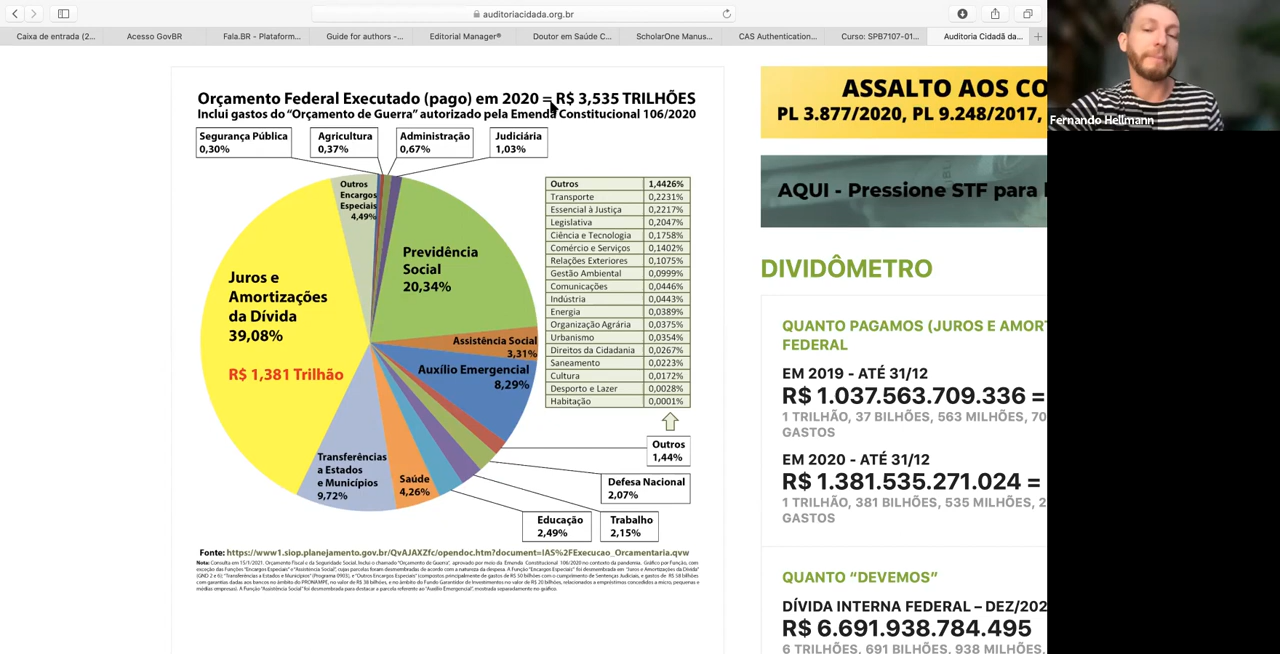 auditoriacidada.org.br
Caixa de entrada (2...
Acesso GovBR
Fala.BR - Plataform...
Guide for authors -...
Editorial Manager®
Doutor em Saúde C...
ScholarOne Manus...
CAS Authentication...
Curso: SPB7107-01...
Auditoria Cidadã da...
Orçamento Federal Executado (pago) em 2020 = R$ 3,535 TRILHÕES
Inclui gastos do "Orçamento de Guerra" autorizado pela Emenda Constitucional 106/2020
Segurança Pública
0,30%
Agricultura
0,37%
Administração
0,67%
Judiciária
1,03%
Outros
Encargos
Especiais
4,49%
Previdência
Social
20,34%
Juros e
Amortizações
da Dívida
39,08%
R$ 1,381 Trilhão
Assistência Social
3,31%
Auxílio Emergencial
8,29%
Transferências
a Estados
e Municípios
9,72%
Saúde
4,26%
Outros 1,4426%
Transporte 0,2231%
Essencial à Justiça 0,2217%
Legislativa 0,2047%
Ciência e Tecnologia 0,1758%
Comércio e Serviços 0,1402%
Relações Exteriores 0,1075%
Gestão Ambiental 0,0999%
Comunicações 0,0446%
Indústria 0,0443%
Energia 0,0389%
Organização Agrária 0,0375%
Urbanismo 0,0354%
Direitos da Cidadania 0,0267%
Saneamento 0,0223%
Cultura 0,0172%
Desporto e Lazer 0,0028%
Habitação 0,0001%
Outros
1,44%
Defesa Nacional
2,07%
Educação
2,49%
Trabalho
2,15%
Fonte: https://www1.siop.planejamento.gov.br/QvAJAXZfc/opendoc.htm?document=IAS%2FExecucao_Orcamentaria.qvw
ASSALTO AOS CO
PL 3.877/2020, PL 9.248/2017,
AQUI - Pressione STF para
DIVIDÔMETRO
QUANTO PAGAMOS (JUROS E AMOR
FEDERAL
EM 2019 - ATÉ 31/12
R$ 1.037.563.709.336 =
1 TRILHÃO, 37 BILHÕES, 563 MILHÕES, 70
GASTOS
EM 2020 - ATÉ 31/12
R$ 1.381.535.271.024 =
1 TRILHÃO, 381 BILHÕES, 535 MILHÕES, 2
GASTOS
QUANTO "DEVEMOS"
DÍVIDA INTERNA FEDERAL – DEZ/202
R$ 6.691.938.784.495
6 TRILHÕES, 691 BILHÕES, 938 MILHÕES,
Fernando Hellmann